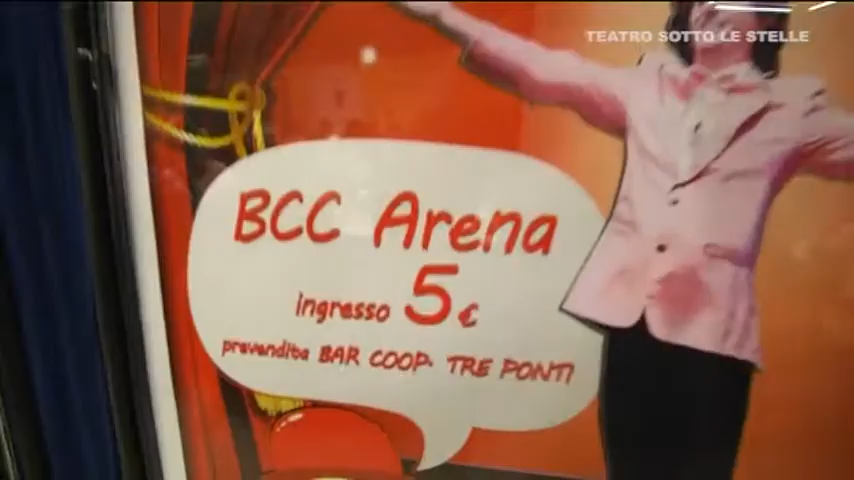 TEATRO SOTTO LE STELLE
BCC Arena
ingresso 5€
prevendita BAR COOP· TRE PONTI